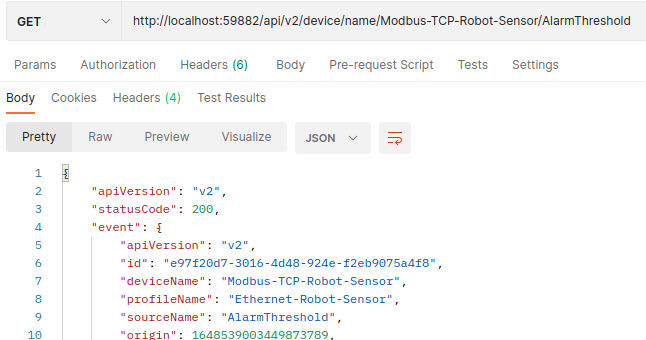 GET http://localhost:59882/api/v2/device/name/Modbus-TCP-Robot-Sensor/AlarmThreshold
Params Authorization Headers (6) Body Pre-request Script Tests Settings
Body Cookies Headers (4) Test Results
Pretty Raw Preview Visualize JSON
1 {
2 "apiVersion": "v2",
3 "statusCode": 200,
4 "event": {
5 "apiVersion": "v2",
6 "id": "e97f20d7-3016-4d48-924e-f2eb9075a4f8",
7 "deviceName": "Modbus-TCP-Robot-Sensor",
8 "profileName": "Ethernet-Robot-Sensor",
9 "sourceName": "AlarmThreshold",
10 "origin": 1648539003449873789,